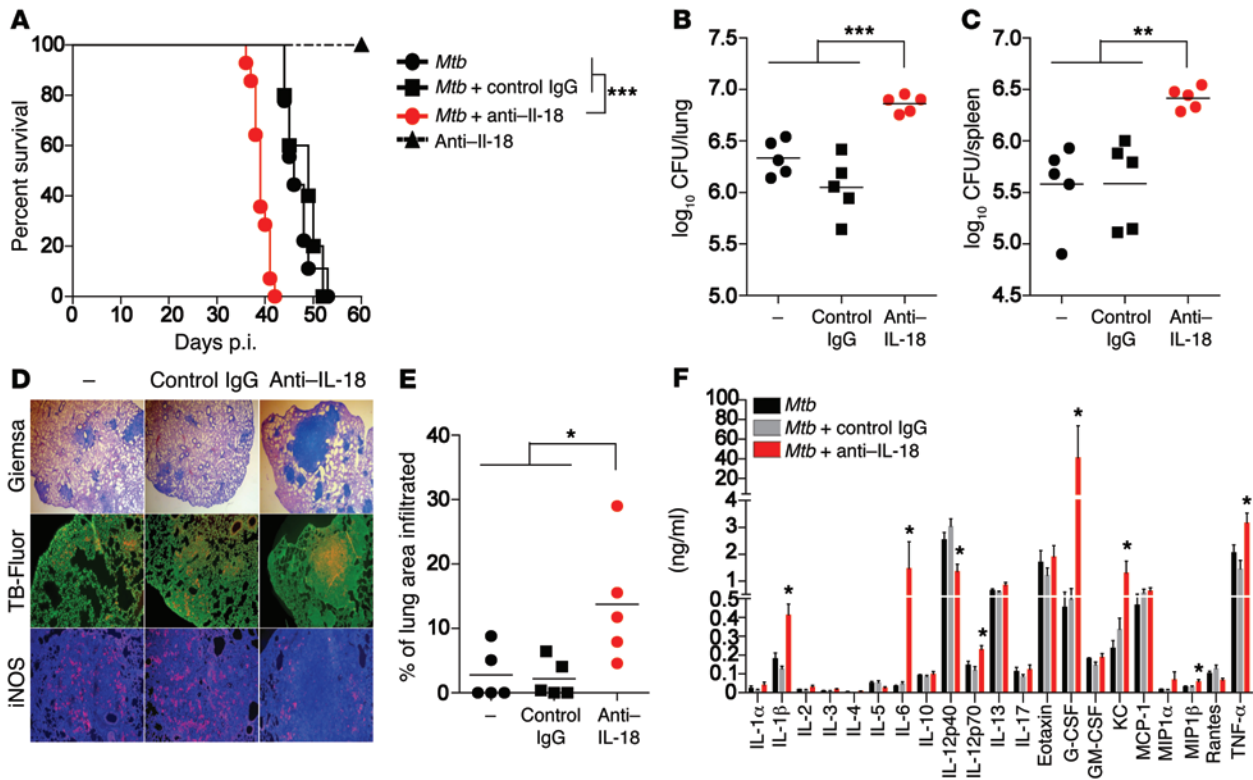 A
100
80
60
40
20
0
Percent survival
0 10 20 30 40 50 60
Days p.i.
Mtb
Mtb + control IgG
Mtb + anti–Il-18
Anti–Il-18
***
B
***
7.5
7.0
6.5
6.0
5.5
5.0
log10 CFU/lung
–
Control
IgG
Anti–
IL-18
C
**
7.0
6.5
6.0
5.5
5.0
4.5
log10 CFU/spleen
–
Control
IgG
Anti–
IL-18
D
– Control IgG Anti–IL-18
Giemsa
TB-Fluor
iNOS
E
*
40
30
20
10
0
% of lung area infiltrated
–
Control
IgG
Anti–
IL-18
F
Mtb
Mtb + control IgG
Mtb + anti–IL-18
100
80
60
40
20
4
3
2
1
0.5
0.4
0.3
0.2
0.1
0
(ng/ml)
* * * * * * * *
IL-1α
IL-1β
IL-2
IL-3
IL-4
IL-5
IL-6
IL-10
IL-12p40
IL-12p70
IL-13
IL-17
Eotaxin
G-CSF
GM-CSF
KC
MCP-1
MIP1α
MIP1β
Rantes
TNF-α